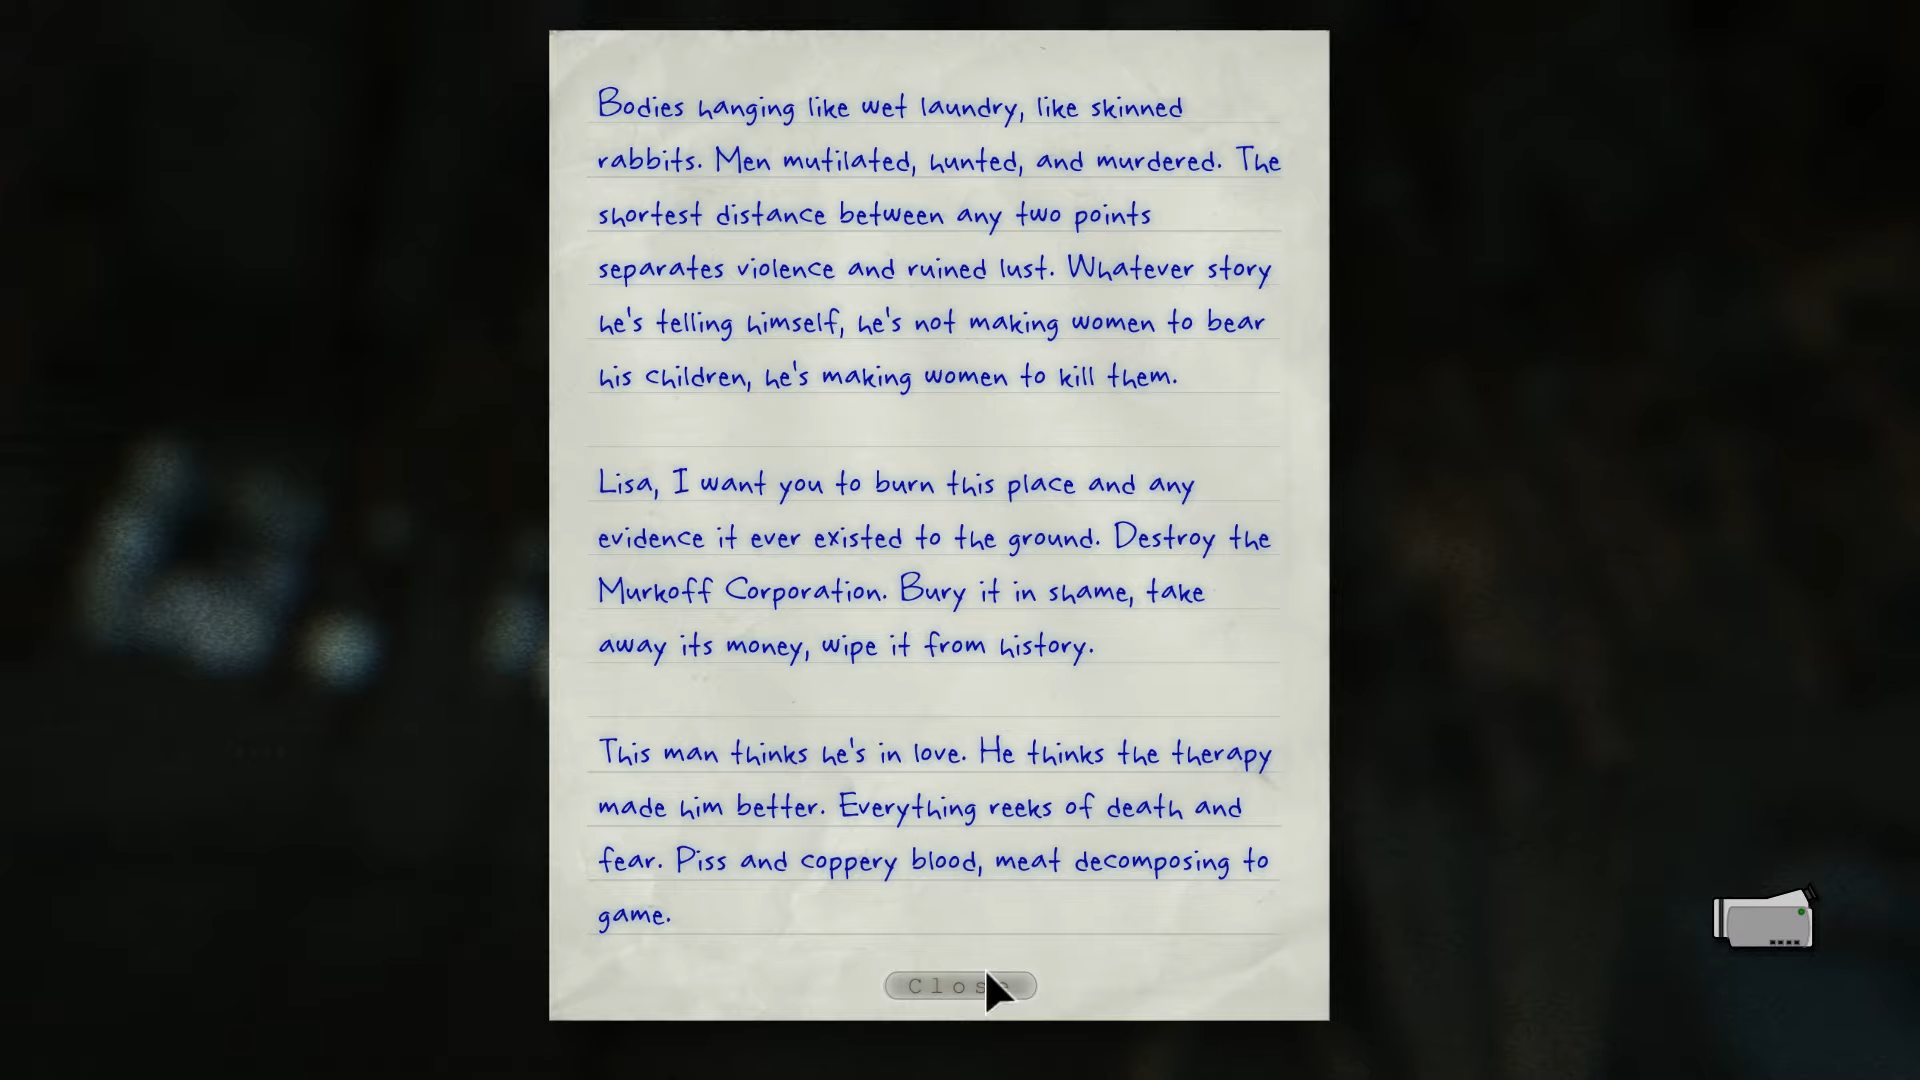 Bodies hanging like wet laundry, like skinned
rabbits. Men mutilated, hunted, and murdered. The
shortest distance between any two points
separates violence and ruined lust. Whatever story
he's telling himself, he's not making women to bear
his children, he's making women to kill them.
Lisa, I want you to burn this place and any
evidence it ever existed to the ground. Destroy the
Murkoff Corporation. Bury it in shame, take
away its money, wipe it from history.
This man thinks he's in love. He thinks the therapy
made him better. Everything reeks of death and
fear. Piss and coppery blood, meat decomposing to
game.
Close